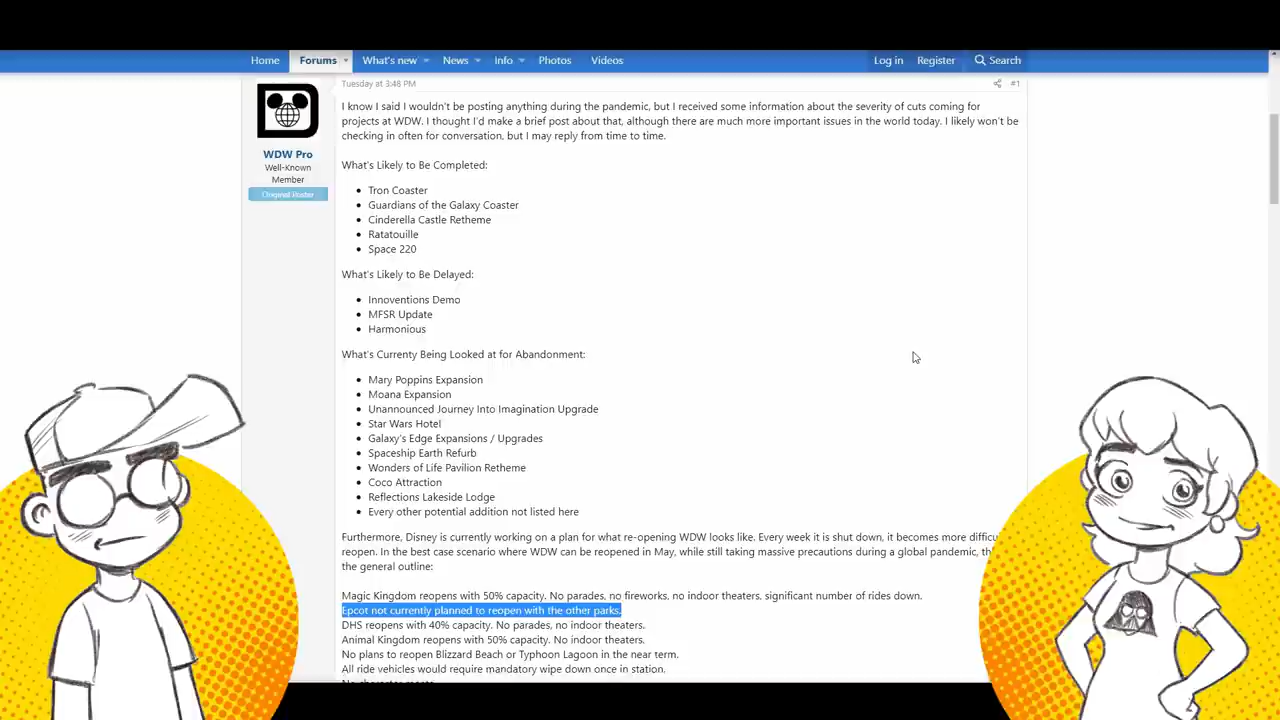 Home Forums What's new News Info Photos Videos Log in Register Search
Tuesday at 3:48 PM #1
I know I said I wouldn't be posting anything during the pandemic, but I received some information about the severity of cuts coming for
projects at WDW. I thought I'd make a brief post about that, although there are much more important issues in the world today. I likely won't be
checking in often for conversation, but I may reply from time to time.
WDW Pro
Well-Known
Member
Original Poster
What's Likely to Be Completed:
Tron Coaster
Guardians of the Galaxy Coaster
Cinderella Castle Retheme
Ratatouille
Space 220
What's Likely to Be Delayed:
Innoventions Demo
MFSR Update
Harmonious
What's Currenty Being Looked at for Abandonment:
Mary Poppins Expansion
Moana Expansion
Unannounced Journey Into Imagination Upgrade
Star Wars Hotel
Galaxy's Edge Expansions / Upgrades
Spaceship Earth Refurb
Wonders of Life Pavilion Retheme
Coco Attraction
Reflections Lakeside Lodge
Every other potential addition not listed here
Furthermore, Disney is currently working on a plan for what re-opening WDW looks like. Every week it is shut down, it becomes more
reopen. In the best case scenario where WDW can be reopened in May, while still taking massive precautions during a global pandemic,
the general outline:
Magic Kingdom reopens with 50% capacity. No parades, no fireworks, no indoor theaters, significant number of rides down.
Epcot not currently planned to reopen with the other parks.
DHS reopens with 40% capacity. No parades, no indoor theaters.
Animal Kingdom reopens with 50% capacity. No indoor theaters.
No plans to reopen Blizzard Beach or Typhoon Lagoon in the near term.
All ride vehicles would require mandatory wipe down once in station.
No character meets